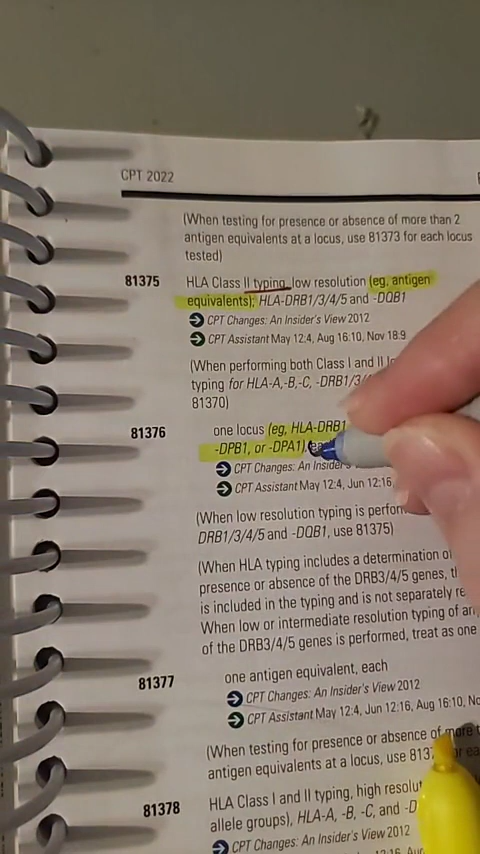 CPT 2022
(When testing for presence or absence of more than 2
antigen equivalents at a locus, use 81373 for each locus
tested)
81375 HLA Class II typing, low resolution (eg, antigen
equivalents); HLA-DRB1/3/4/5 and -DQB1
CPT Changes: An Insider's View 2012
CPT Assistant May 12:4, Aug 16:10, Nov 18:9
(When performing both Class I and II
typing for HLA-A,-B,-C, -DRB1/3/
81370)
81376 one locus (eg, HLA-DRB1
-DPB1, or -DPA1),
CPT Changes: An Insider's
CPT Assistant May 12:4, Jun 12:16,
(When low resolution typing is
DRB1/3/4/5 and -DQB1, use 81375)
(When HLA typing includes a determination
presence or absence of the DRB3/4/5 genes,
is included in the typing and is not separately
When low or intermediate resolution typing of
of the DRB3/4/5 genes is performed, treat as one
81377 one antigen equivalent, each
CPT Changes: An Insider's View 2012
CPT Assistant May 12:4, Jun 12:16, Aug 16:10,
(When testing for presence or absence of more
antigen equivalents at a locus, use
81378 HLA Class I and II typing, high
allele groups), HLA-A, -B, -C, and
CPT Changes: An Insider's View 2012